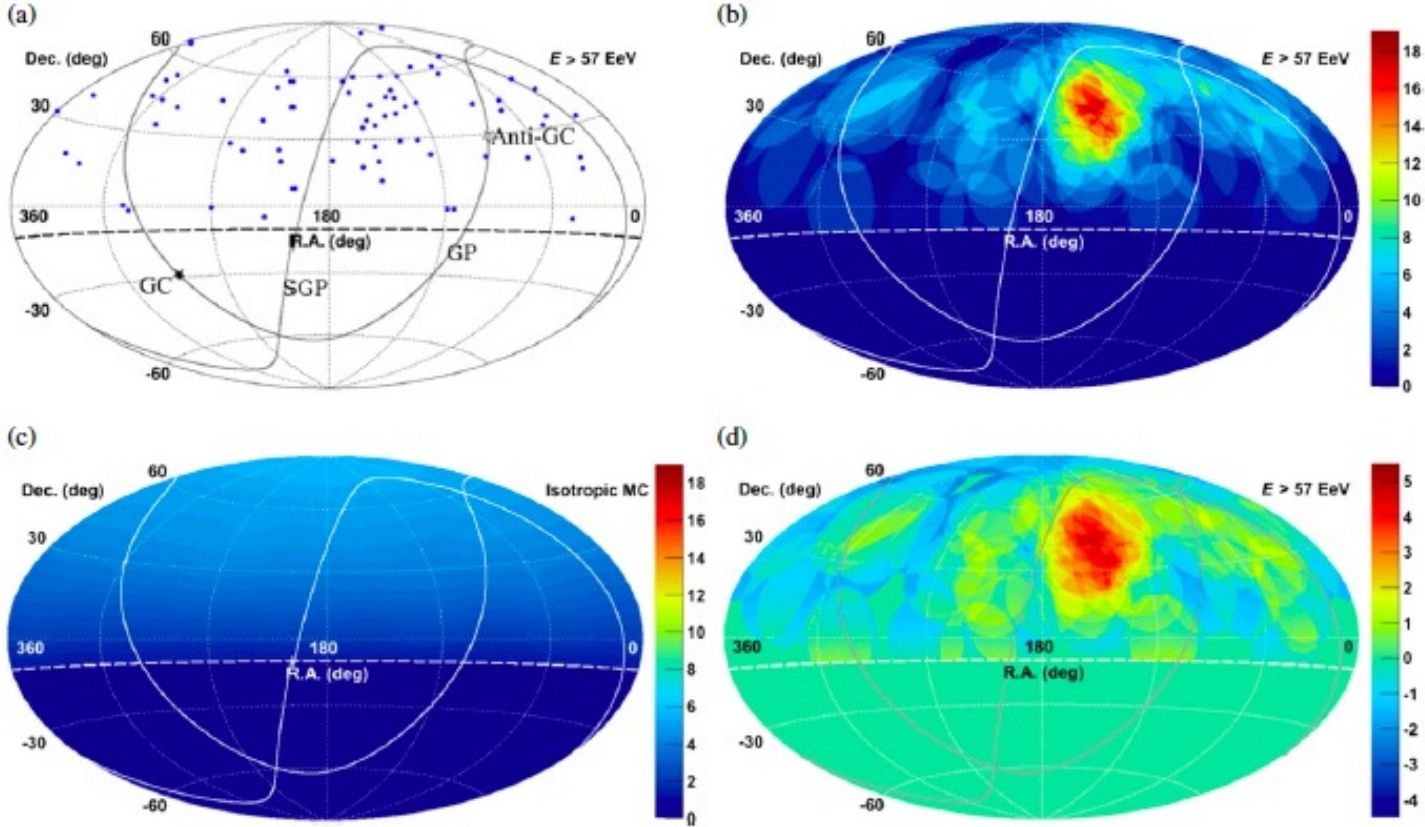 (a)
60
Dec. (deg)
E > 57 EeV
30
Anti-GC
360
180
0
R.A. (deg)
GP
GC
SGP
-30
-60
(b)
60
Dec. (deg)
E > 57 EeV
30
360
180
0
R.A. (deg)
-30
-60
18
16
14
12
10
8
6
4
2
0
(c)
60
Dec. (deg)
Isotropic MC
30
360
180
0
R.A. (deg)
-30
-60
18
16
14
12
10
8
6
4
2
0
(d)
60
Dec. (deg)
E > 57 EeV
30
360
180
0
R.A. (deg)
-30
-60
5
4
3
2
1
0
-1
-2
-3
-4